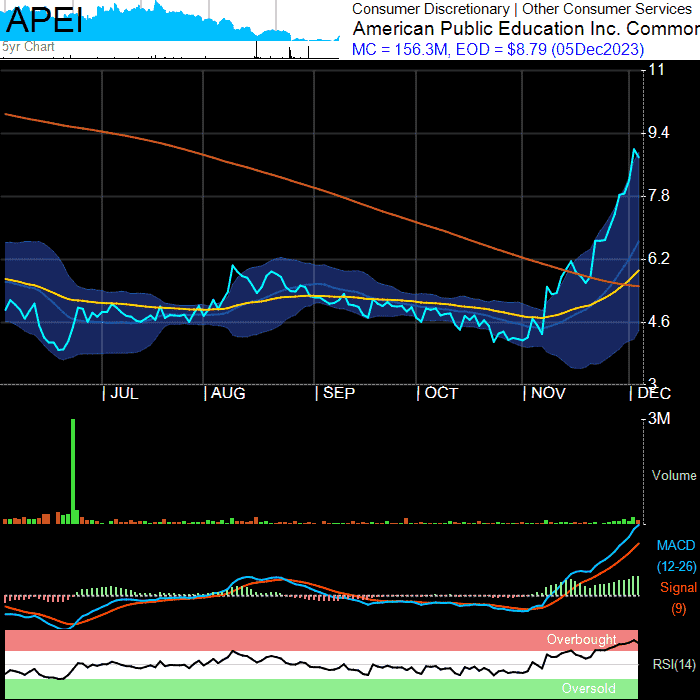 APEI
5yr Chart
Consumer Discretionary | Other Consumer Services
American Public Education Inc. Common
MC = 156.3M, EOD = $8.79 (05Dec2023)
11
9.4
7.8
6.2
4.6
3
JUL
AUG
SEP
OCT
NOV
DEC
3M
Volume
MACD
(12-26)
Signal
(9)
Overbought
RSI(14)
Oversold